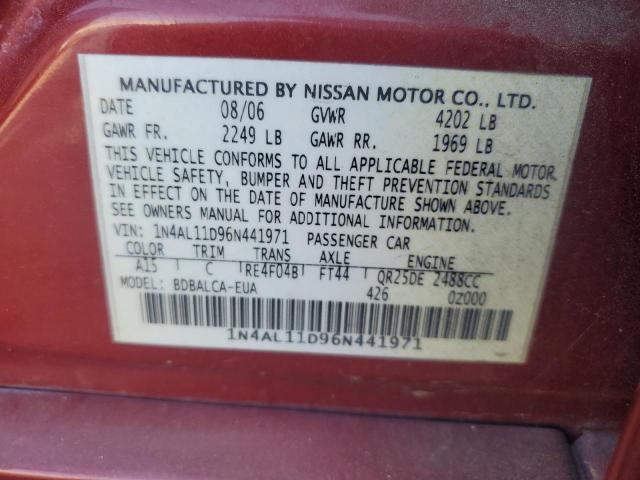 MANUFACTURED BY NISSAN MOTOR CO., LTD.
DATE 08/06 GVWR 4202 LB
GAWR FR. 2249 LB GAWR RR. 1969 LB
THIS VEHICLE CONFORMS TO ALL APPLICABLE FEDERAL MOTOR
VEHICLE SAFETY, BUMPER AND THEFT PREVENTION STANDARDS
IN EFFECT ON THE DATE OF MANUFACTURE SHOWN ABOVE.
SEE OWNERS MANUAL FOR ADDITIONAL INFORMATION.
VIN: 1N4AL11D96N441971 PASSENGER CAR
COLOR TRIM TRANS AXLE ENGINE
A15 C RE4F04B FT44 QR25DE 2488CC
MODEL: BDBALCA-EUA 426 0Z000
1N4AL11D96N441971